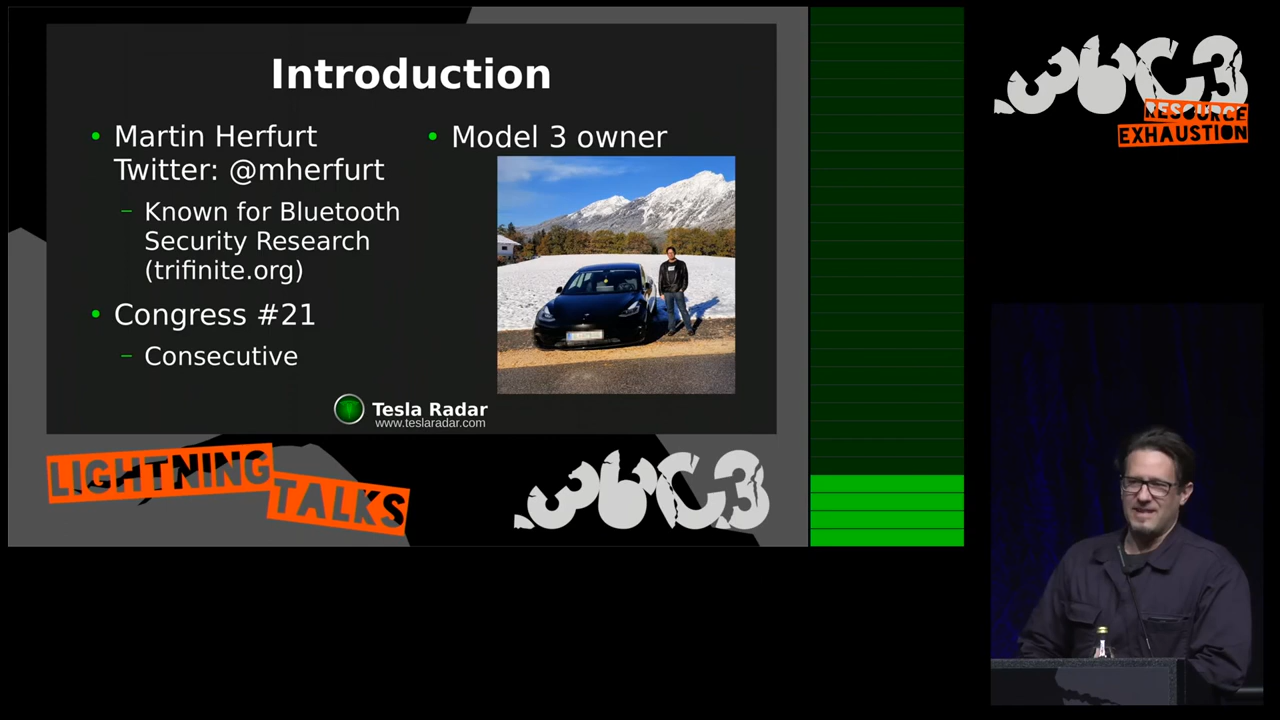 Introduction
Martin Herfurt
Twitter: @mherfurt
Known for Bluetooth
Security Research
(trifinite.org)
Congress #21
Consecutive
Model 3 owner
Tesla Radar
www.teslaradar.com
LIGHTNING
TALKS
36C3
36C3
RESOURCE
EXHAUSTION